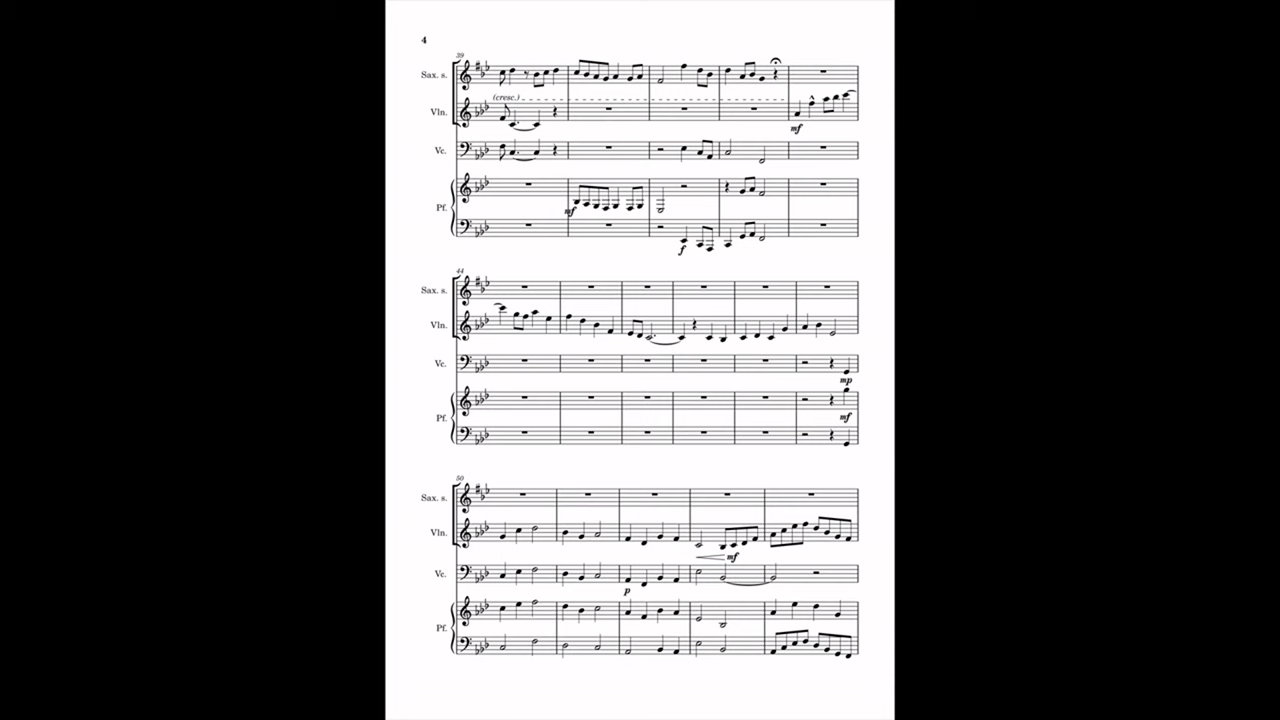 4
39
Sax. s.
(cresc.)
Vln.
mf
Vc.
mf
Pf.
f
44
Sax. s.
Vln.
Vc.
mp
Pf.
mf
50
Sax. s.
Vln.
mf
Vc.
p
Pf.